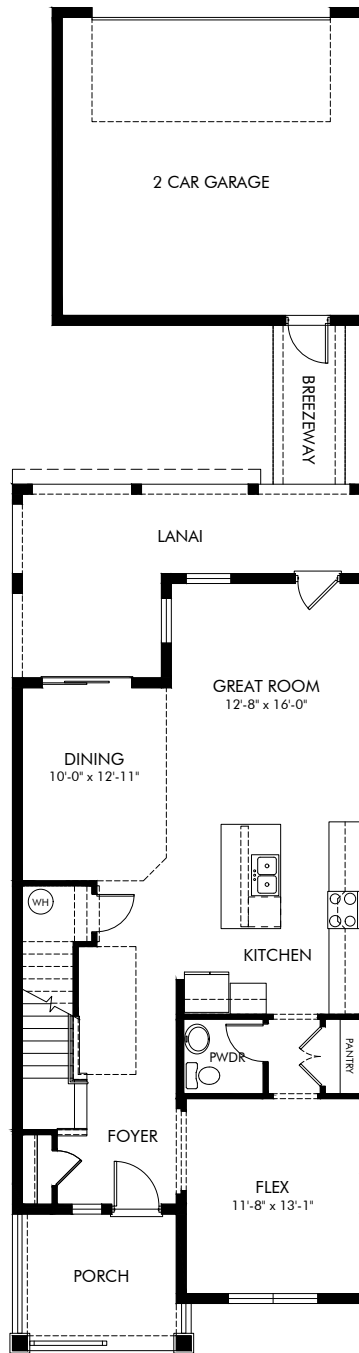 2 CAR GARAGE
BREEZEWAY
LANAI
GREAT ROOM
12'-8" x 16'-0"
DINING
10'-0" x 12'-11"
WH
KITCHEN
PWDR
PANTRY
FOYER
FLEX
11'-8" x 13'-1"
PORCH